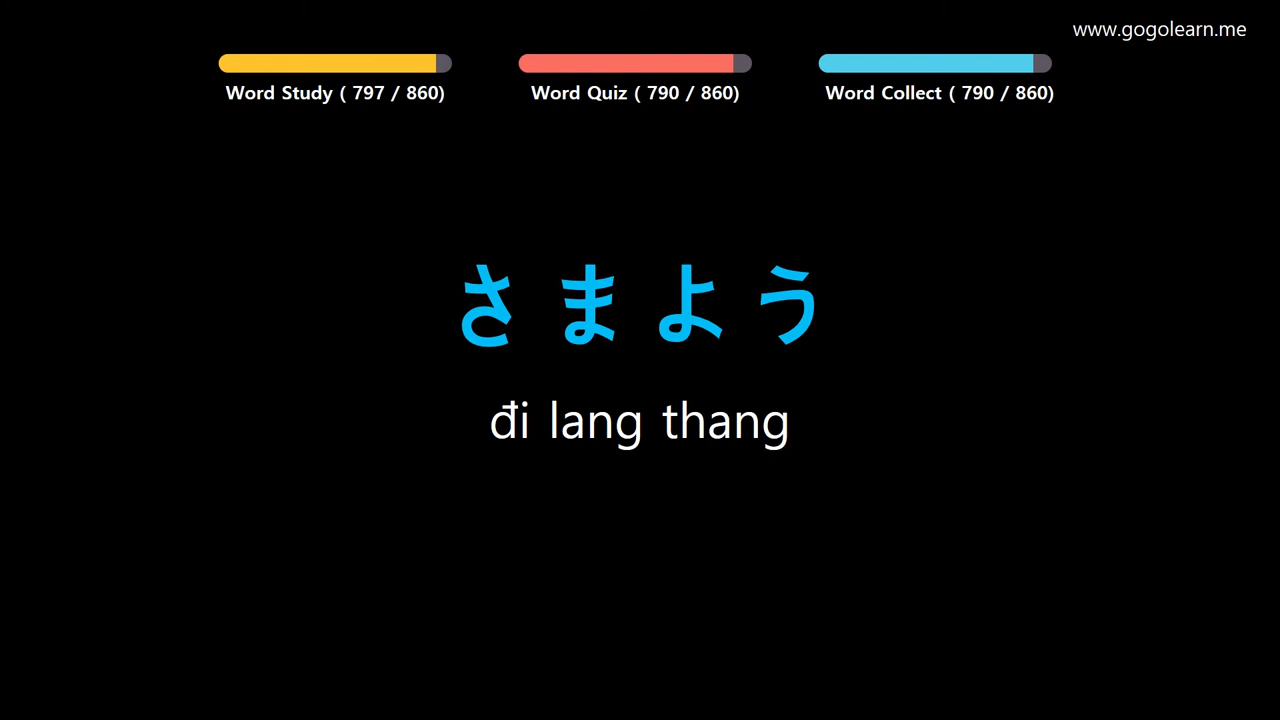 www.gogolearn.me
Word Study ( 797 / 860)
Word Quiz ( 790 / 860)
Word Collect ( 790 / 860)
さまよう
đi lang thang